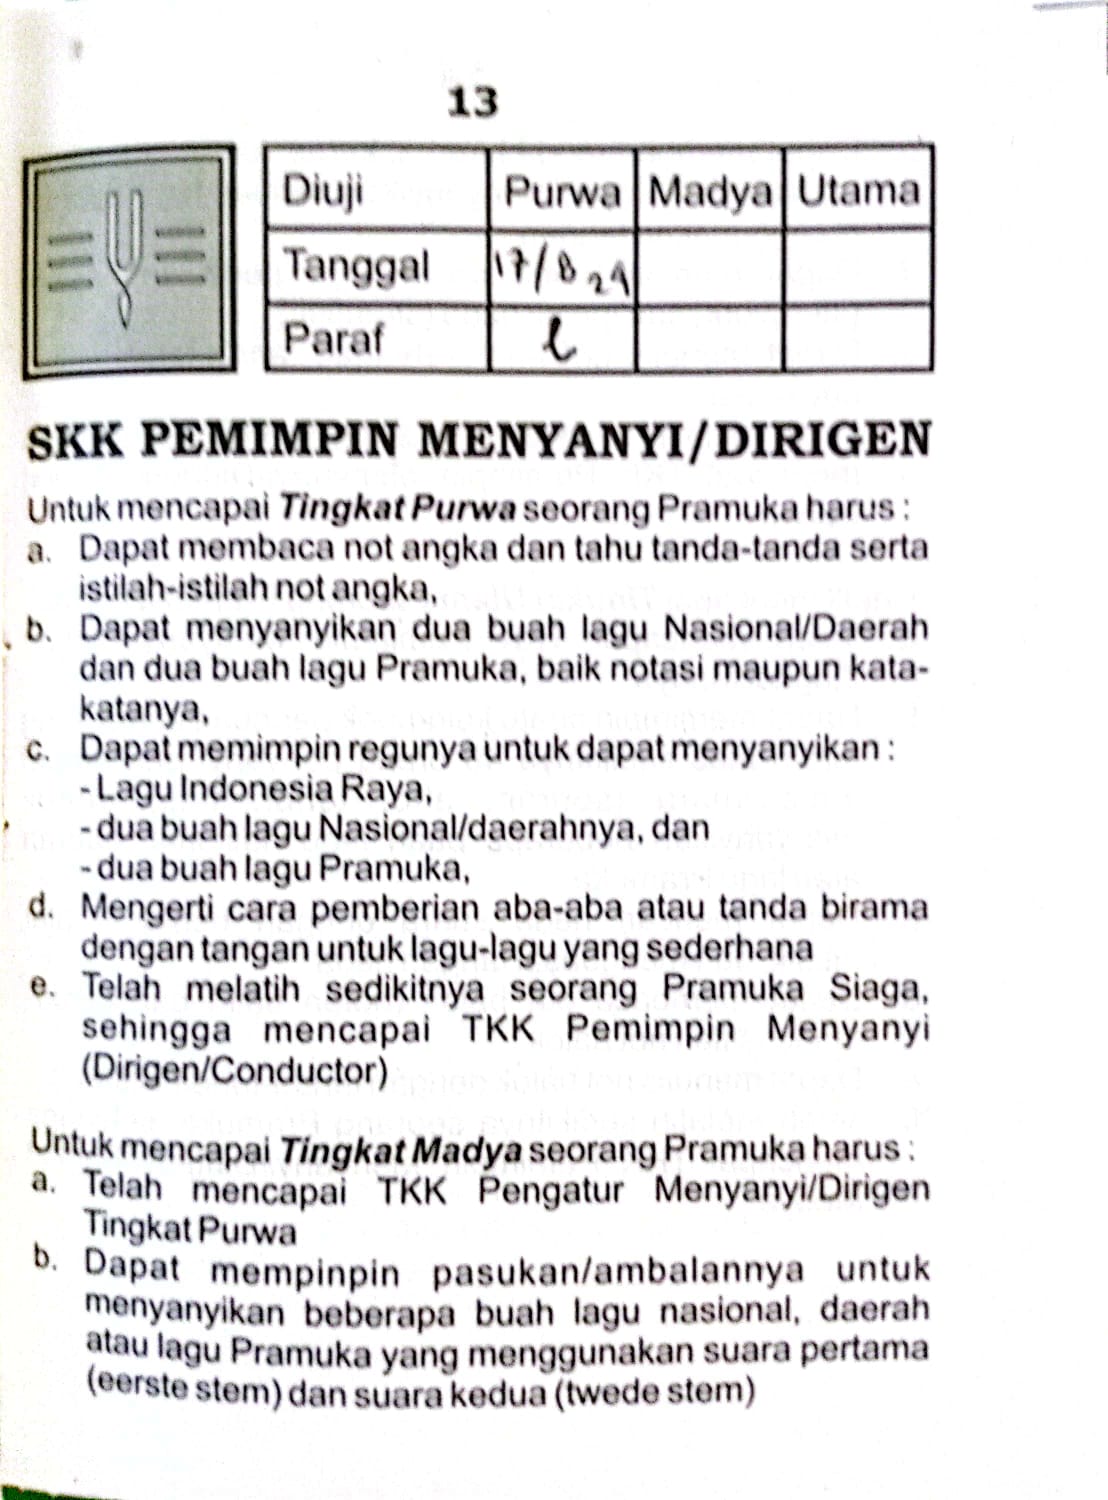 13
Diuji Purwa Madya Utama
Tanggal 17/8 24
Paraf
SKK PEMIMPIN MENYANYI/DIRIGEN
Untuk mencapai Tingkat Purwa seorang Pramuka harus :
a. Dapat membaca not angka dan tahu tanda-tanda serta
istilah-istilah not angka,
b. Dapat menyanyikan dua buah lagu Nasional/Daerah
dan dua buah lagu Pramuka, baik notasi maupun kata-
katanya,
c. Dapat memimpin regunya untuk dapat menyanyikan :
- Lagu Indonesia Raya,
- dua buah lagu Nasional/daerahnya, dan
- dua buah lagu Pramuka,
d. Mengerti cara pemberian aba-aba atau tanda birama
dengan tangan untuk lagu-lagu yang sederhana
e. Telah melatih sedikitnya seorang Pramuka Siaga,
sehingga mencapai TKK Pemimpin Menyanyi
(Dirigen/Conductor)
Untuk mencapai Tingkat Madya seorang Pramuka harus :
a. Telah mencapai TKK Pengatur Menyanyi/Dirigen
Tingkat Purwa
b. Dapat mempinpin pasukan/ambalannya untuk
menyanyikan beberapa buah lagu nasional, daerah
atau lagu Pramuka yang menggunakan suara pertama
(eerste stem) dan suara kedua (twede stem)